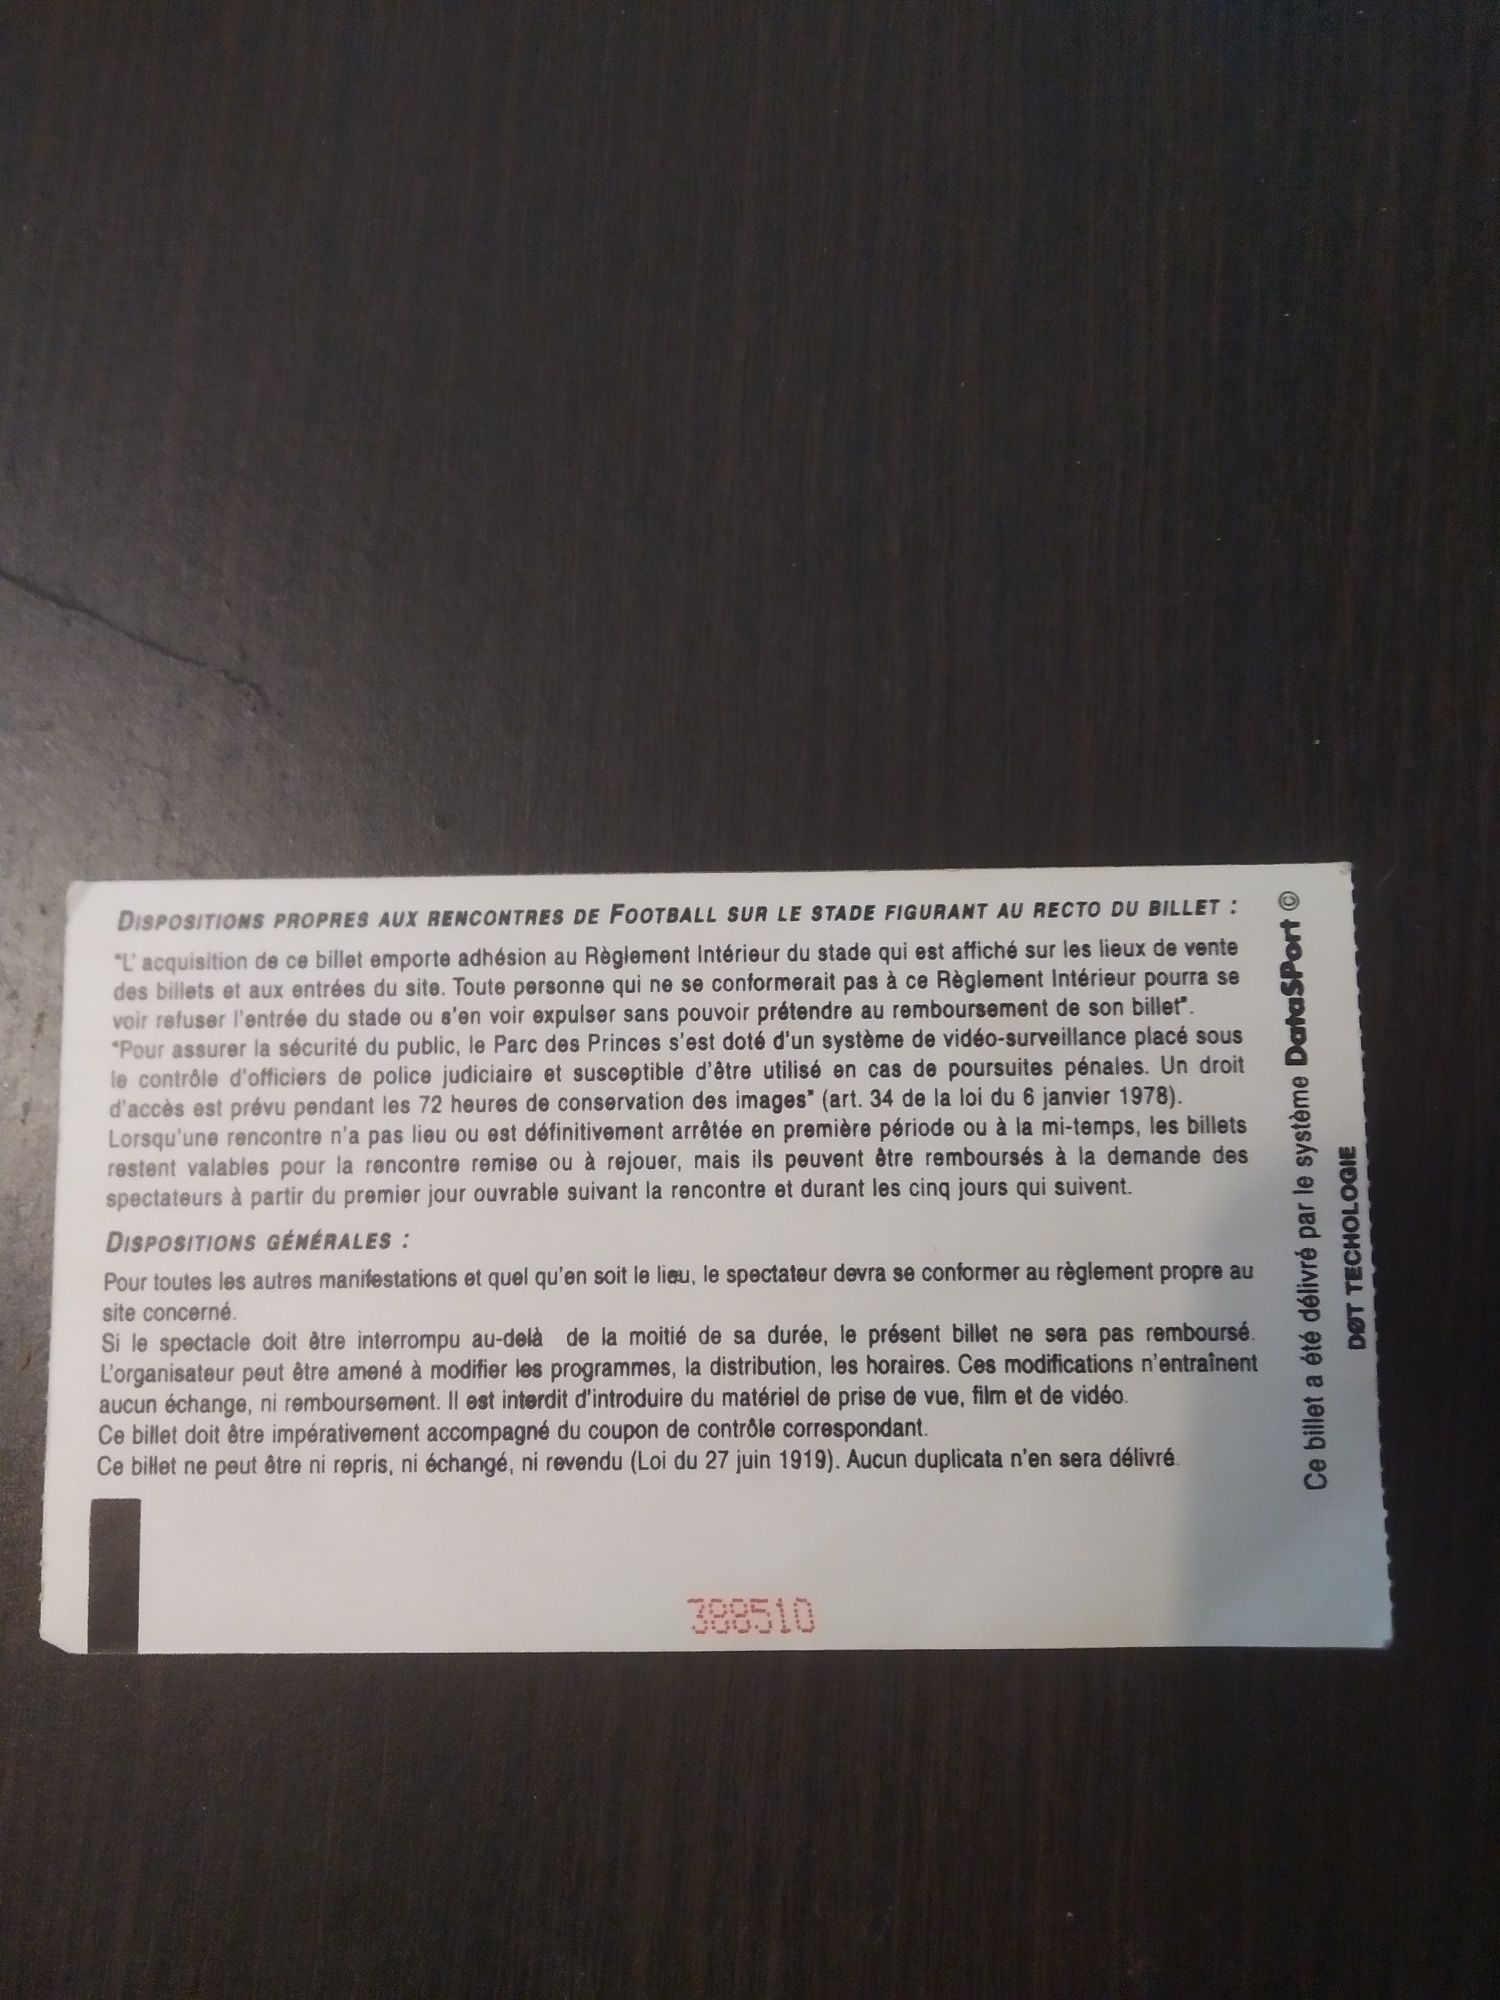 DISPOSITIONS PROPRES AUX RENCONTRES DE FOOTBALL SUR LE STADE FIGURANT AU RECTO DU BILLET :
"L' acquisition de ce billet emporte adhésion au Règlement Intérieur du stade qui est affiché sur les lieux de vente
des billets et aux entrées du site. Toute personne qui ne se conformerait pas à ce Règlement Intérieur pourra se
voir refuser l'entrée du stade ou s'en voir expulser sans pouvoir prétendre au remboursement de son billet".
"Pour assurer la sécurité du public, le Parc des Princes s'est doté d'un système de vidéo-surveillance placé sous
le contrôle d'officiers de police judiciaire et susceptible d'être utilisé en cas de poursuites pénales. Un droit
d'accès est prévu pendant les 72 heures de conservation des images" (art. 34 de la loi du 6 janvier 1978).
Lorsqu'une rencontre n'a pas lieu ou est définitivement arrêtée en première période ou à la mi-temps, les billets
restent valables pour la rencontre remise ou à rejouer, mais ils peuvent être remboursés à la demande des
spectateurs à partir du premier jour ouvrable suivant la rencontre et durant les cinq jours qui suivent.
DISPOSITIONS GÉNÉRALES :
Pour toutes les autres manifestations et quel qu'en soit le lieu, le spectateur devra se conformer au règlement propre au
site concerné.
Si le spectacle doit être interrompu au-delà de la moitié de sa durée, le présent billet ne sera pas remboursé.
L'organisateur peut être amené à modifier les programmes, la distribution, les horaires. Ces modifications n'entraînent
aucun échange, ni remboursement. Il est interdit d'introduire du matériel de prise de vue, film et de vidéo.
Ce billet doit être impérativement accompagné du coupon de contrôle correspondant.
Ce billet ne peut être ni repris, ni échangé, ni revendu (Loi du 27 juin 1919). Aucun duplicata n'en sera délivré.
388510
Ce billet a été délivré par le système DataSPort ©
DØT TECHOLOGIE